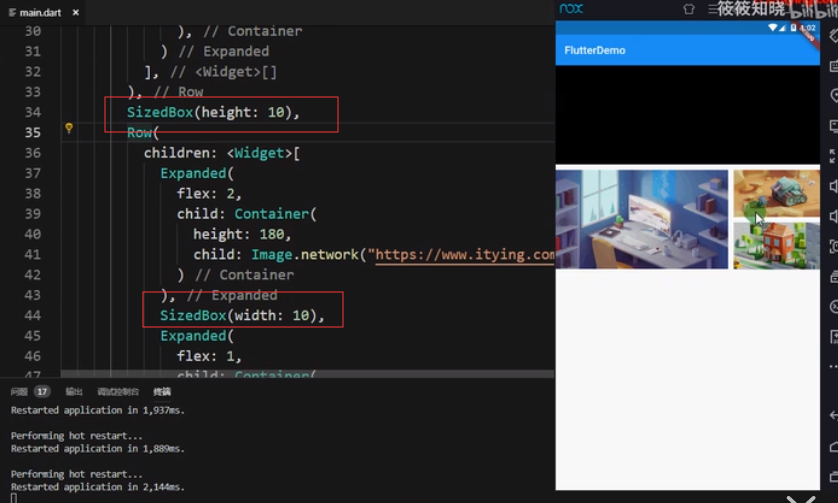 main.dart ×
nox
筱筱知晓
bilibili
4:02
FlutterDemo
30 ), // Container
31 ) // Expanded
32 ], // <Widget>[]
33 ), // Row
34 SizedBox(height: 10),
35 Row(
36 children: <Widget>[
37 Expanded(
38 flex: 2,
39 child: Container(
40 height: 180,
41 child: Image.network("https://www.itying.com
42 ) // Container
43 ), // Expanded
44 SizedBox(width: 10),
45 Expanded(
46 flex: 1,
47 child: Container(
问题 17 输出 调试控制台 终端
Restarted application in 1,937ms.
Performing hot restart...
Restarted application in 1,889ms.
Performing hot restart...
Restarted application in 2,144ms.